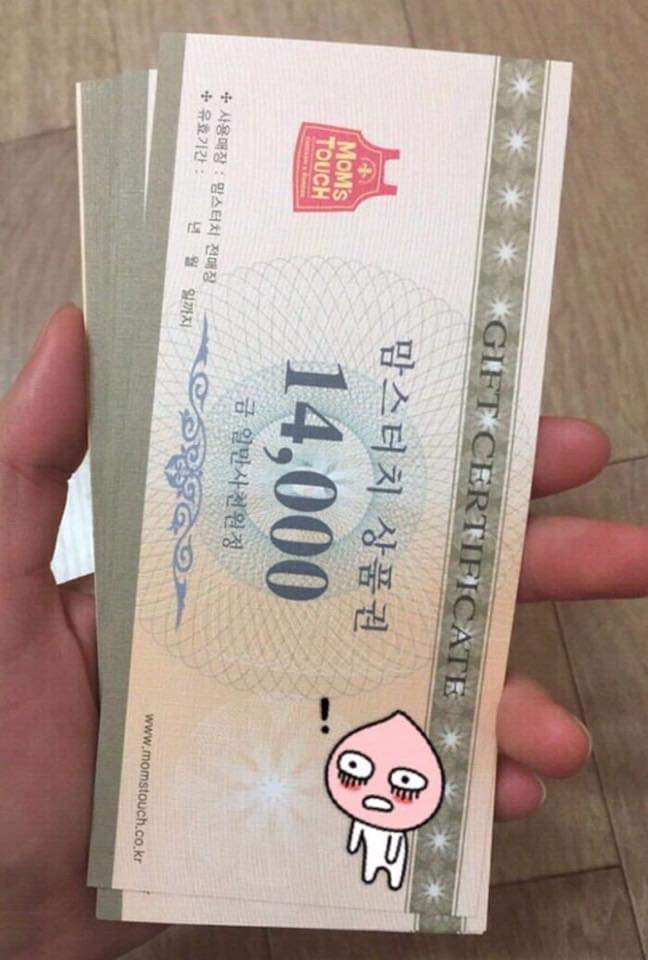 GIFT CERTIFICATE
MOM'S
TOUCH
맘스터치 상품권
14,000
금 일만사천원정
✤ 사용매장 : 맘스터치 전매장
✤ 유효기간 : 년 월 일까지
www.momstouch.co.kr